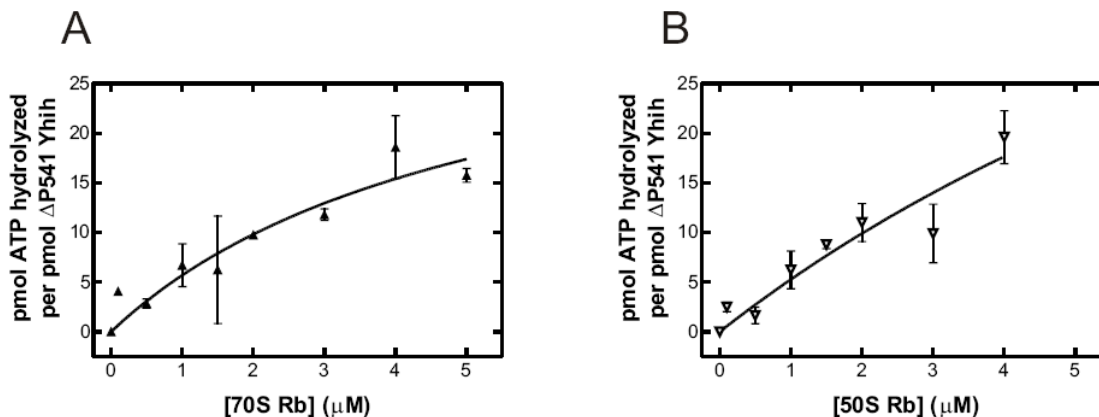 A
pmol ATP hydrolyzed
per pmol ΔP541 Yhih
25
20
15
10
5
0
0 1 2 3 4 5
[70S Rb] (μM)
B
pmol ATP hydrolyzed
per pmol ΔP541 Yhih
25
20
15
10
5
0
0 1 2 3 4 5
[50S Rb] (μM)